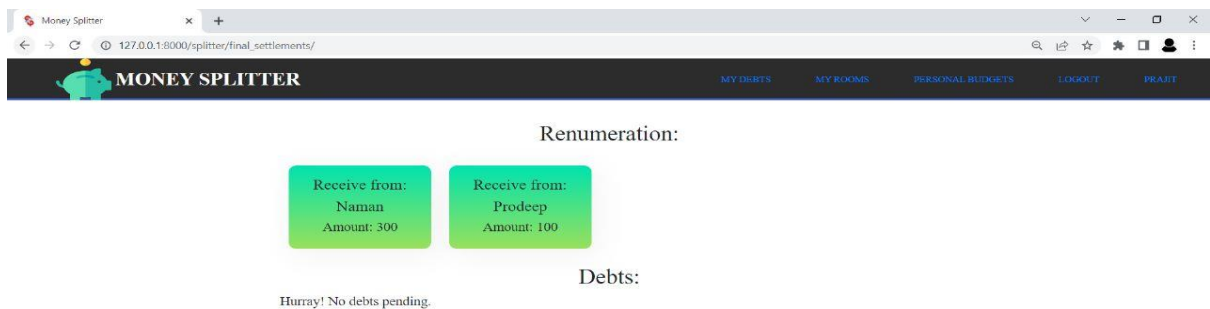 Money Splitter
127.0.0.1:8000/splitter/final_settlements/
MONEY SPLITTER MY DEBTS MY ROOMS PERSONAL BUDGETS LOGOUT PRAJIT
Renumeration:
Receive from: Receive from:
Naman Prodeep
Amount: 300 Amount: 100
Debts:
Hurray! No debts pending.